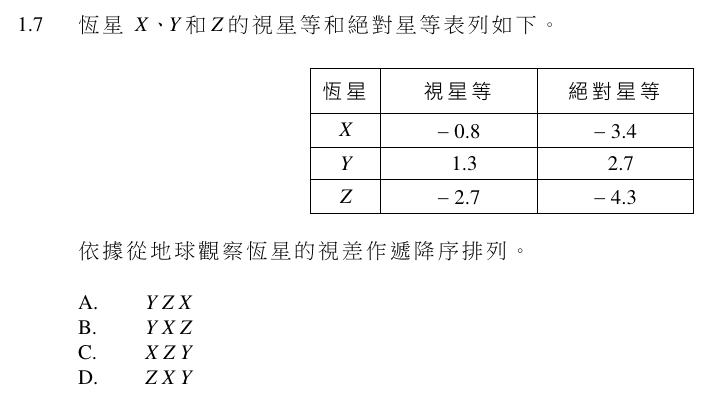 1.7 恆星 X、Y和Z的視星等和絕對星等表列如下。
恆星 視星等 絕對星等
X – 0.8 – 3.4
Y 1.3 2.7
Z – 2.7 – 4.3
依據從地球觀察恆星的視差作遞降序排列。
A. Y Z X
B. Y X Z
C. X Z Y
D. Z X Y